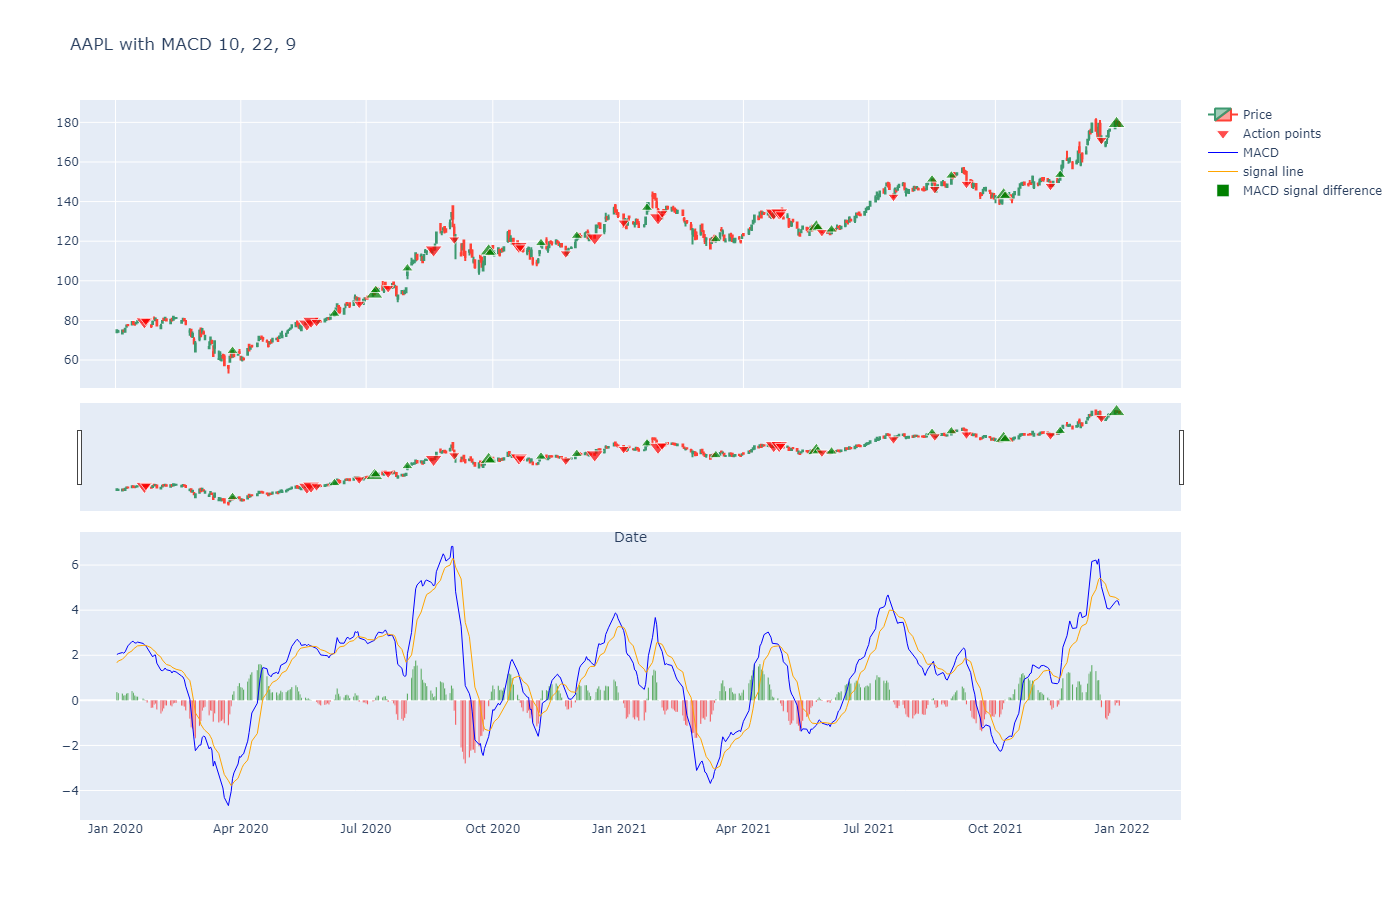 AAPL with MACD 10, 22, 9
180
160
140
120
100
80
60
Price
Action points
MACD
signal line
MACD signal difference
Date
6
4
2
0
−2
−4
Jan 2020 Apr 2020 Jul 2020 Oct 2020 Jan 2021 Apr 2021 Jul 2021 Oct 2021 Jan 2022